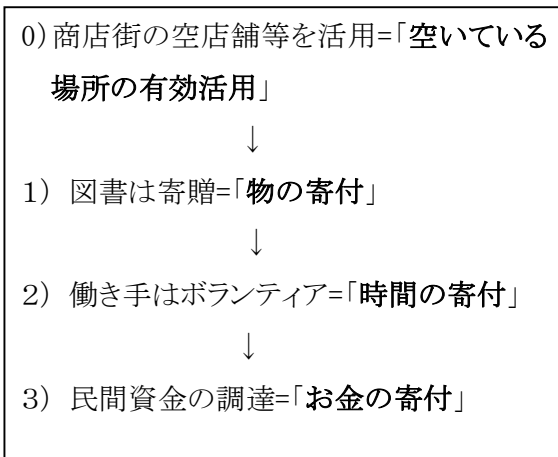 0)商店街の空店舗等を活用=「空いている
場所の有効活用」
↓
1) 図書は寄贈=「物の寄付」
↓
2) 働き手はボランティア=「時間の寄付」
↓
3) 民間資金の調達=「お金の寄付」